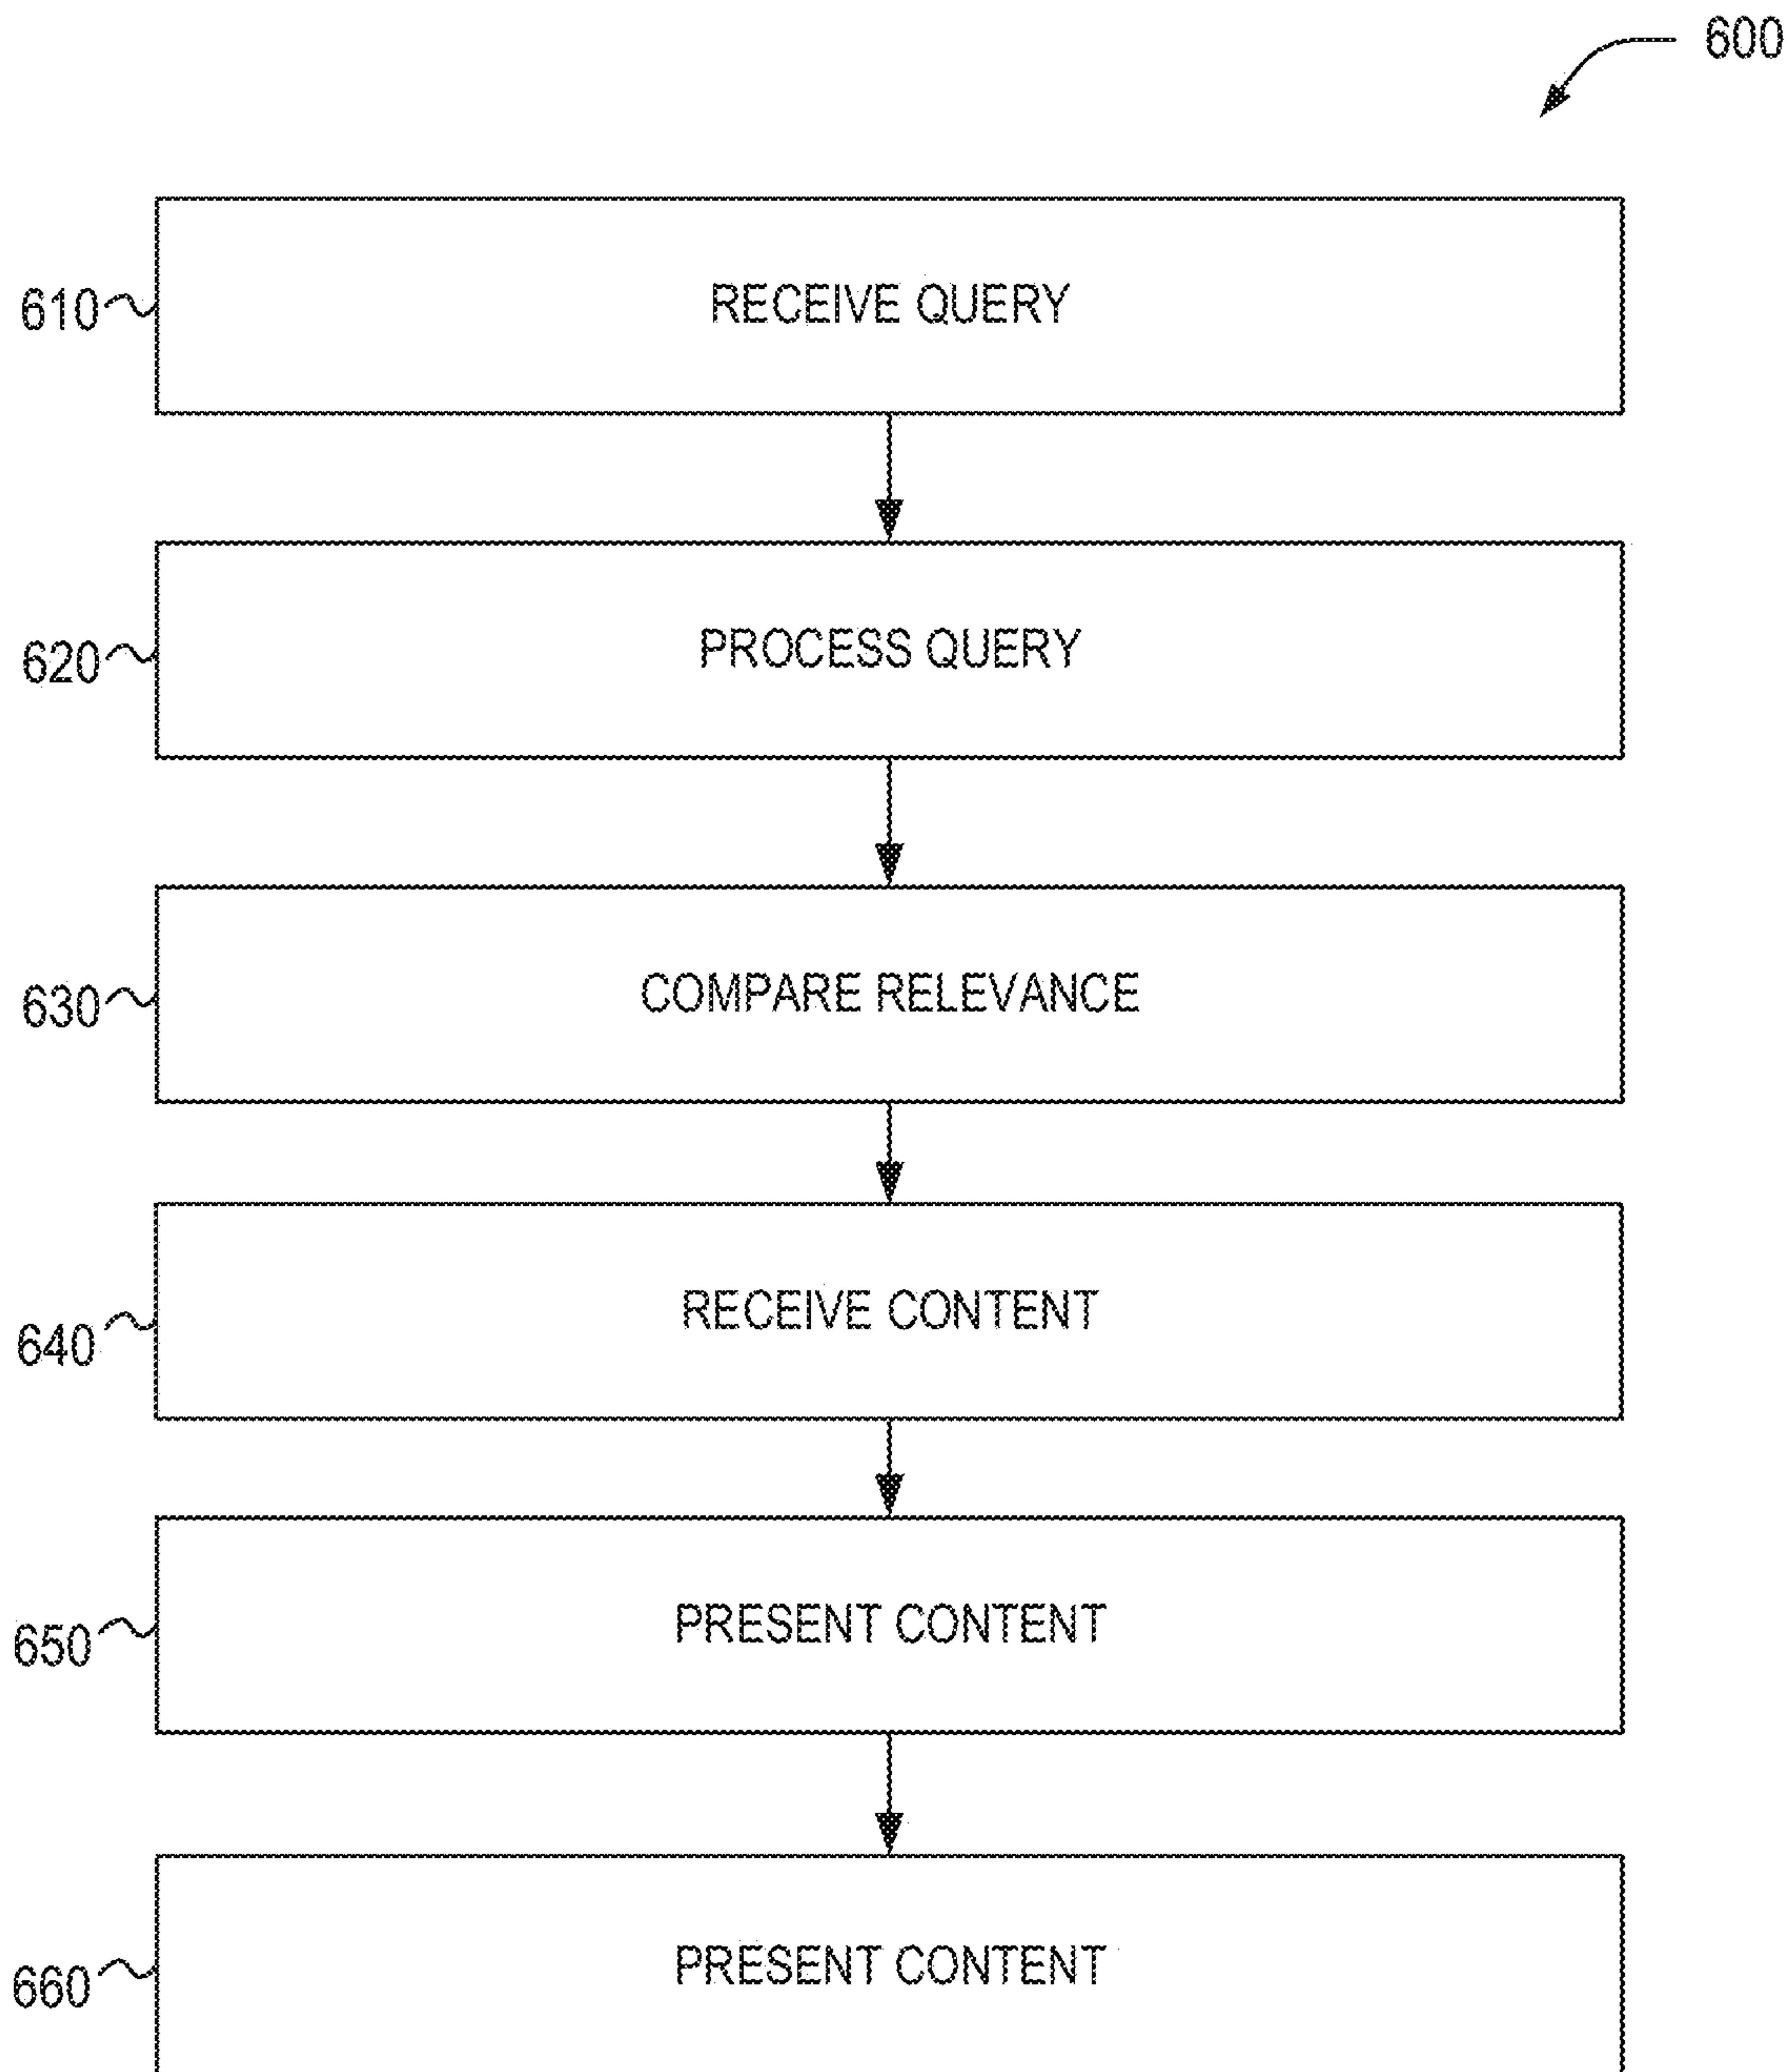 600
610 RECEIVE QUERY
620 PROCESS QUERY
630 COMPARE RELEVANCE
640 RECEIVE CONTENT
650 PRESENT CONTENT
660 PRESENT CONTENT